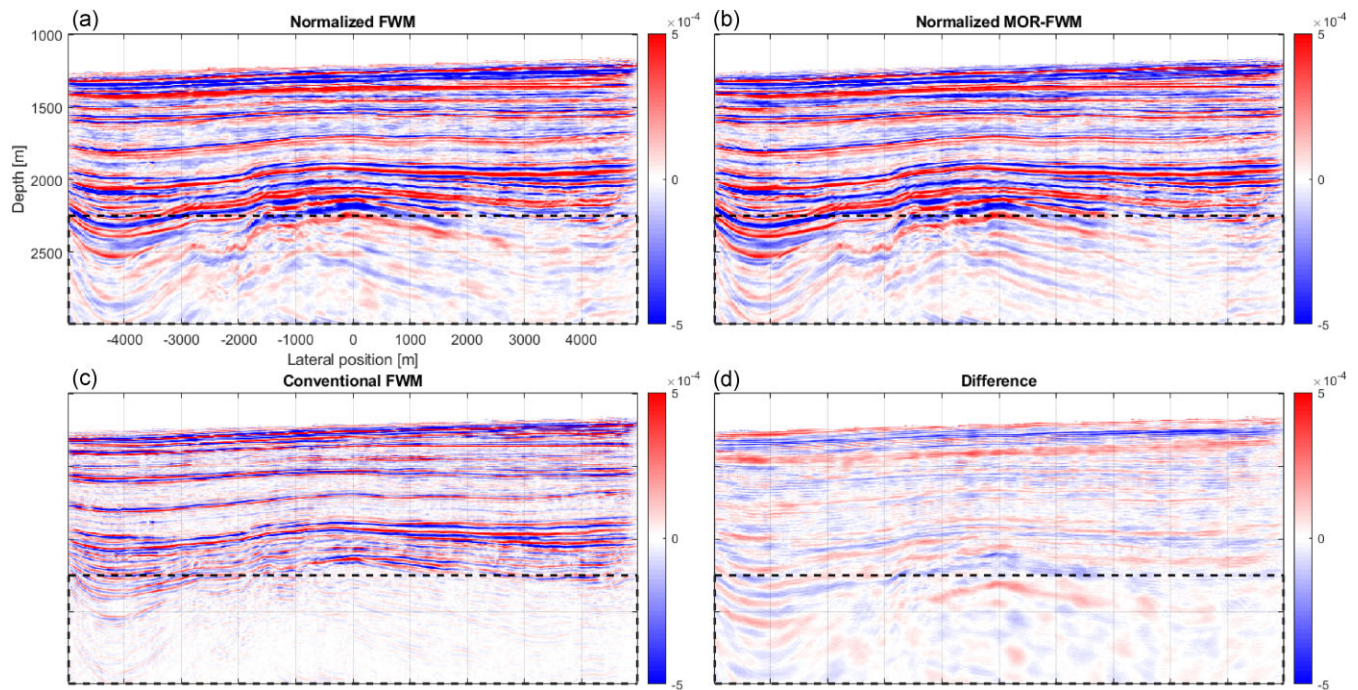 (a) Normalized FWM
× 10⁻⁴
5
0
-5
1000
1500
2000
2500
Depth [m]
-4000 -3000 -2000 -1000 0 1000 2000 3000 4000
Lateral position [m]
(b) Normalized MOR-FWM
× 10⁻⁴
5
0
-5
(c) Conventional FWM
× 10⁻⁴
5
0
-5
(d) Difference
× 10⁻⁴
5
0
-5